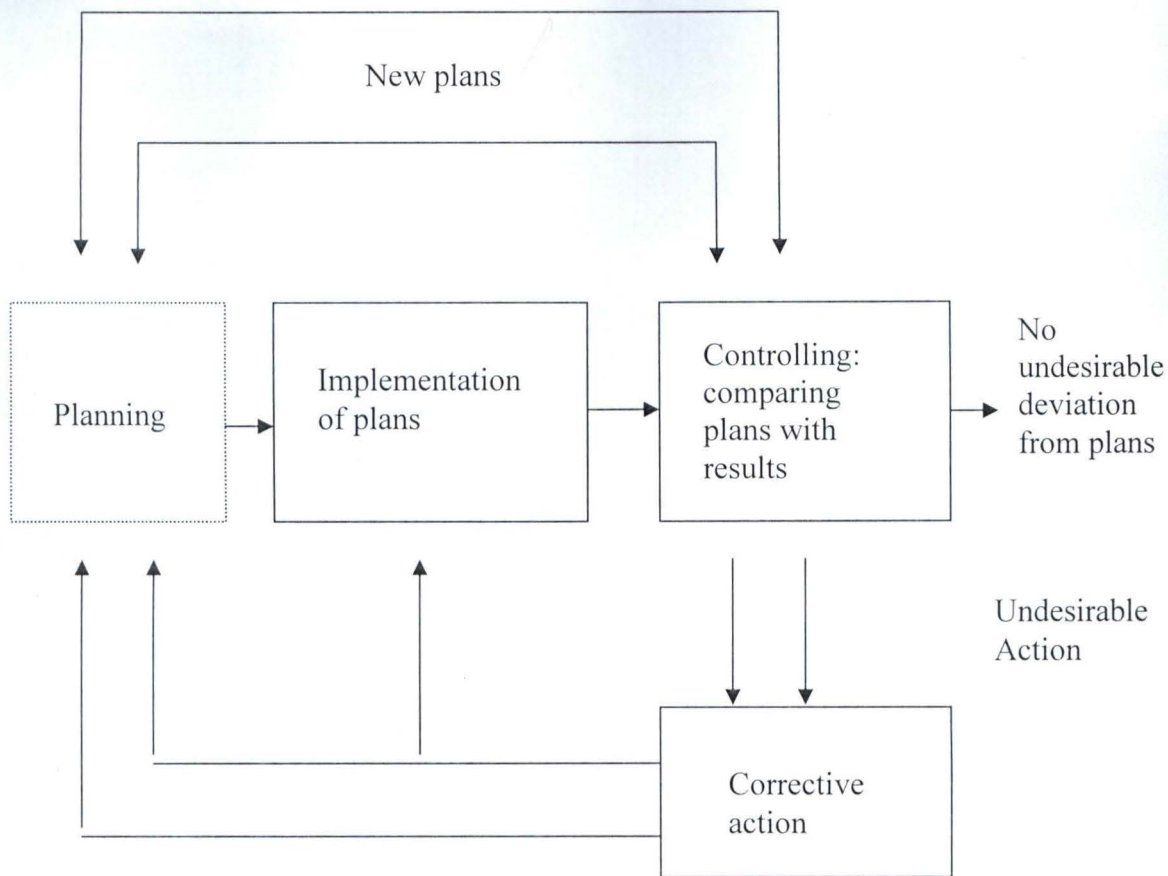 New plans
Planning
Implementation
of plans
Controlling:
comparing
plans with
results
No
undesirable
deviation
from plans
Undesirable
Action
Corrective
action